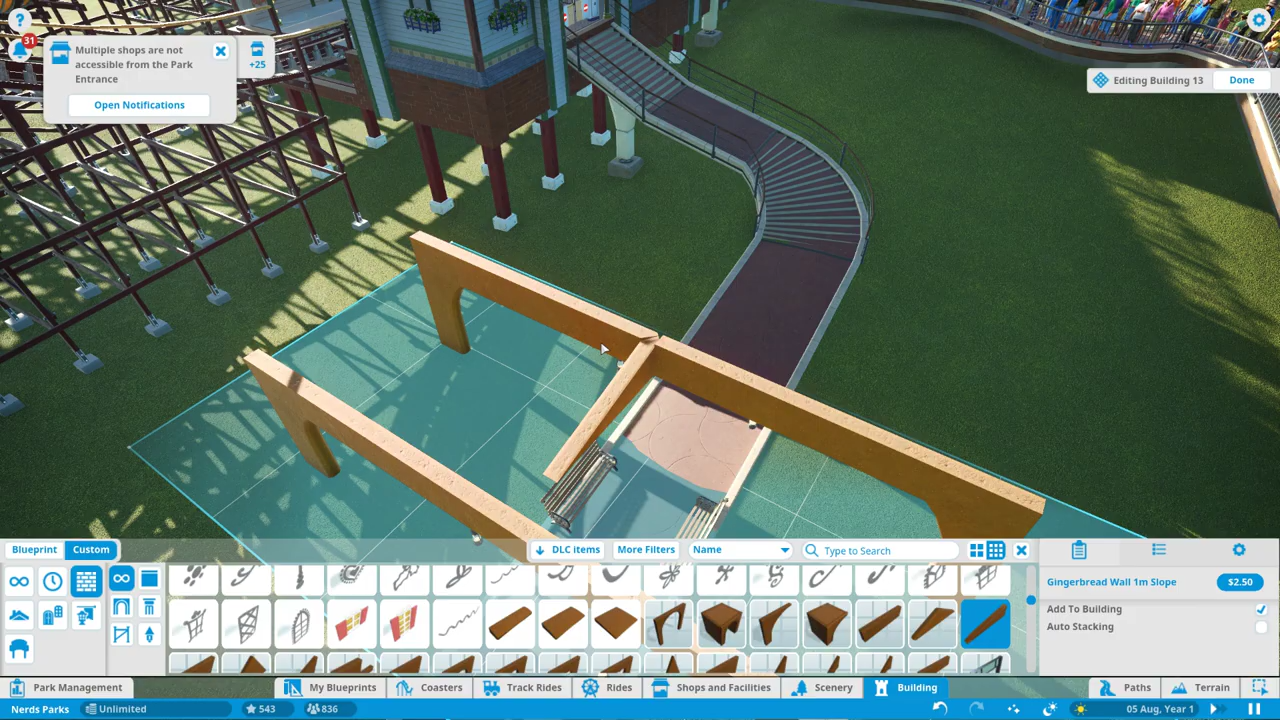 ?
31
Multiple shops are not
accessible from the Park
Entrance
+25
Open Notifications
Editing Building 13
Done
Blueprint
Custom
DLC items
More Filters
Name
Type to Search
Gingerbread Wall 1m Slope
$2.50
Add To Building
Auto Stacking
Park Management
My Blueprints
Coasters
Track Rides
Rides
Shops and Facilities
Scenery
Building
Paths
Terrain
Nerds Parks
Unlimited
543
836
05 Aug, Year 1